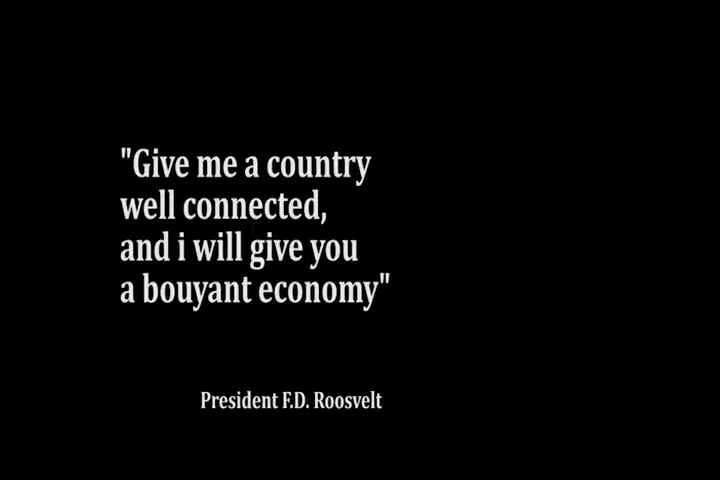 "Give me a country
well connected,
and i will give you
a bouyant economy"
President F.D. Roosvelt